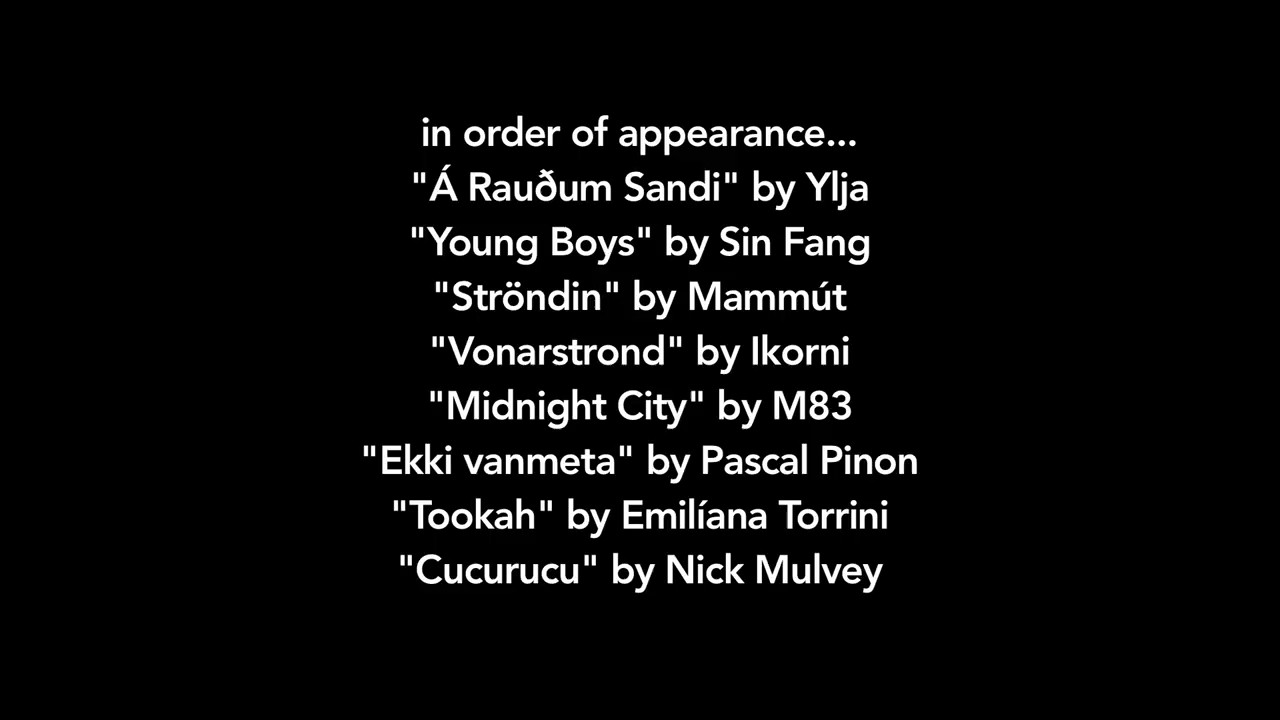 in order of appearance...
"Á Rauðum Sandi" by Ylja
"Young Boys" by Sin Fang
"Ströndin" by Mammút
"Vonarstrond" by Ikorni
"Midnight City" by M83
"Ekki vanmeta" by Pascal Pinon
"Tookah" by Emilíana Torrini
"Cucurucu" by Nick Mulvey